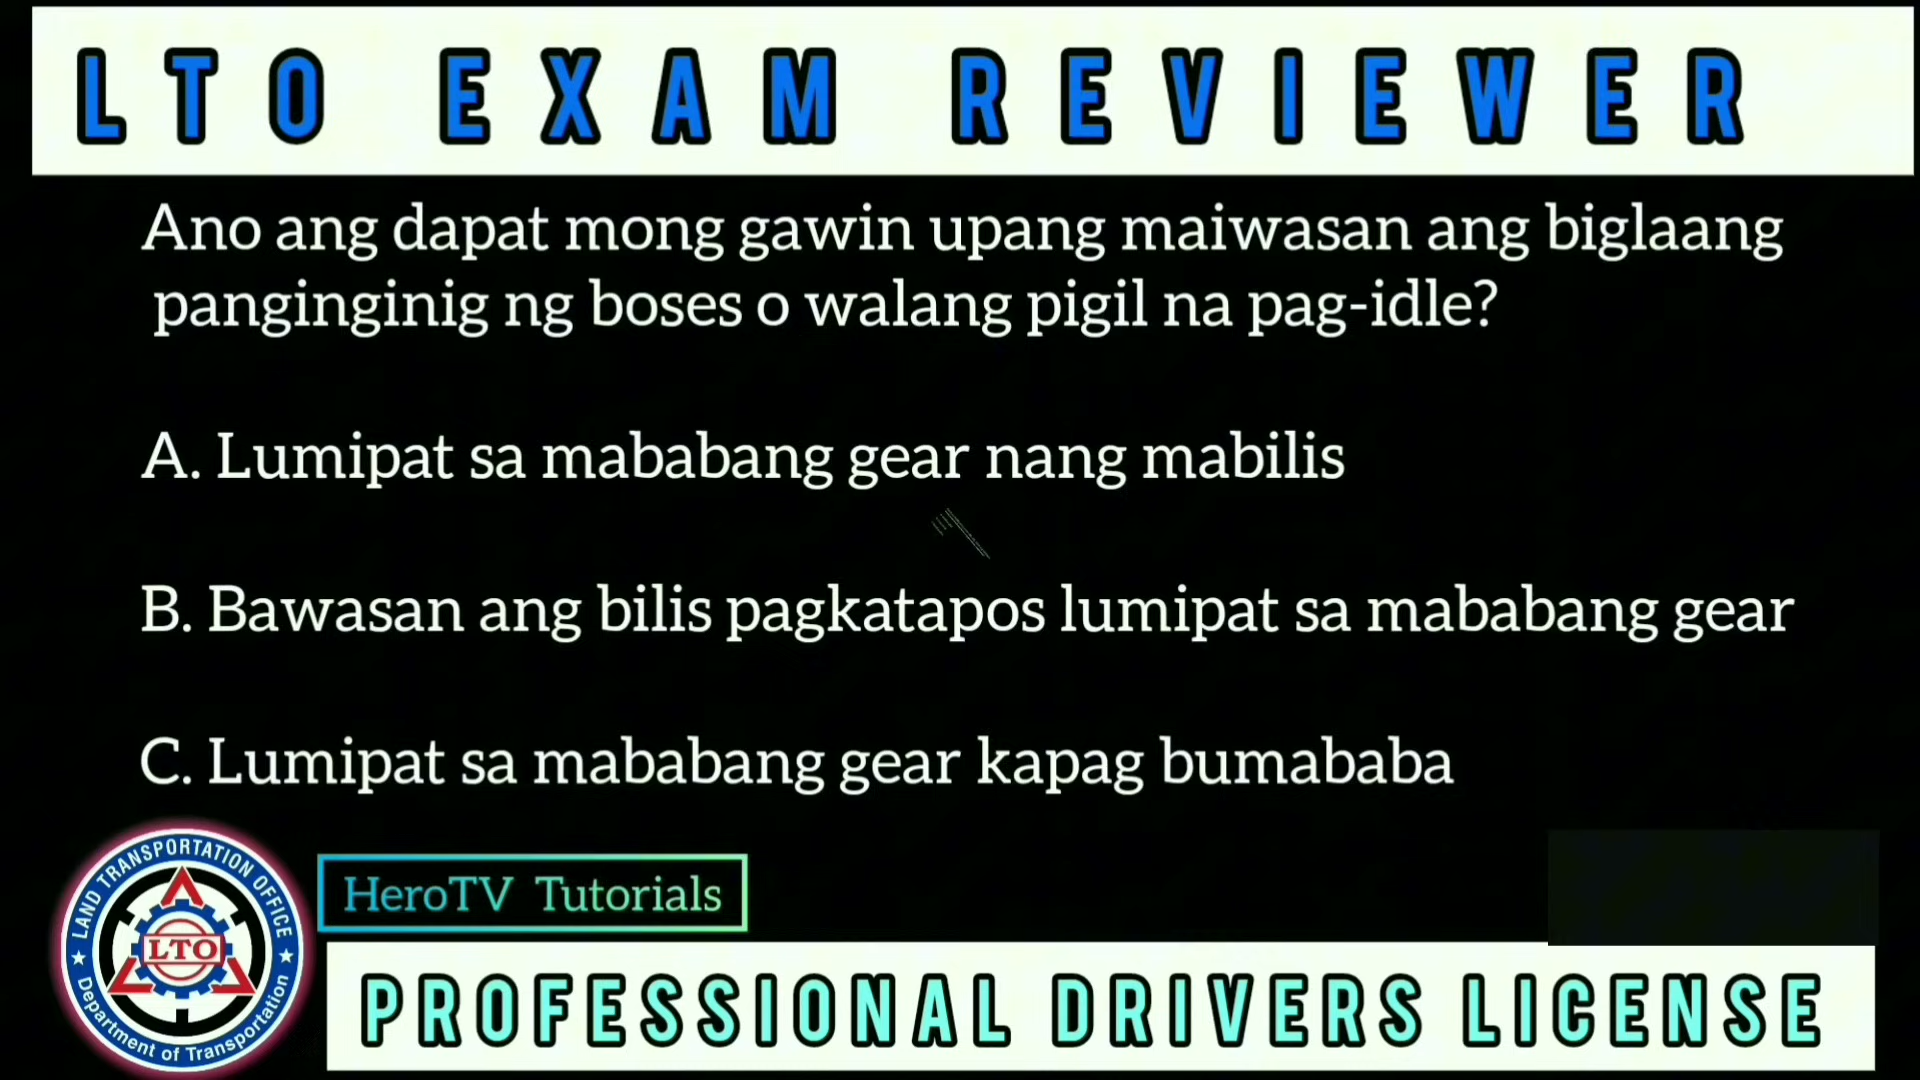 LTO EXAM REVIEWER
Ano ang dapat mong gawin upang maiwasan ang biglaang
panginginig ng boses o walang pigil na pag-idle?
A. Lumipat sa mababang gear nang mabilis
B. Bawasan ang bilis pagkatapos lumipat sa mababang gear
C. Lumipat sa mababang gear kapag bumababa
LAND TRANSPORTATION OFFICE
LTO
Department of Transportation
HeroTV Tutorials
PROFESSIONAL DRIVERS LICENSE